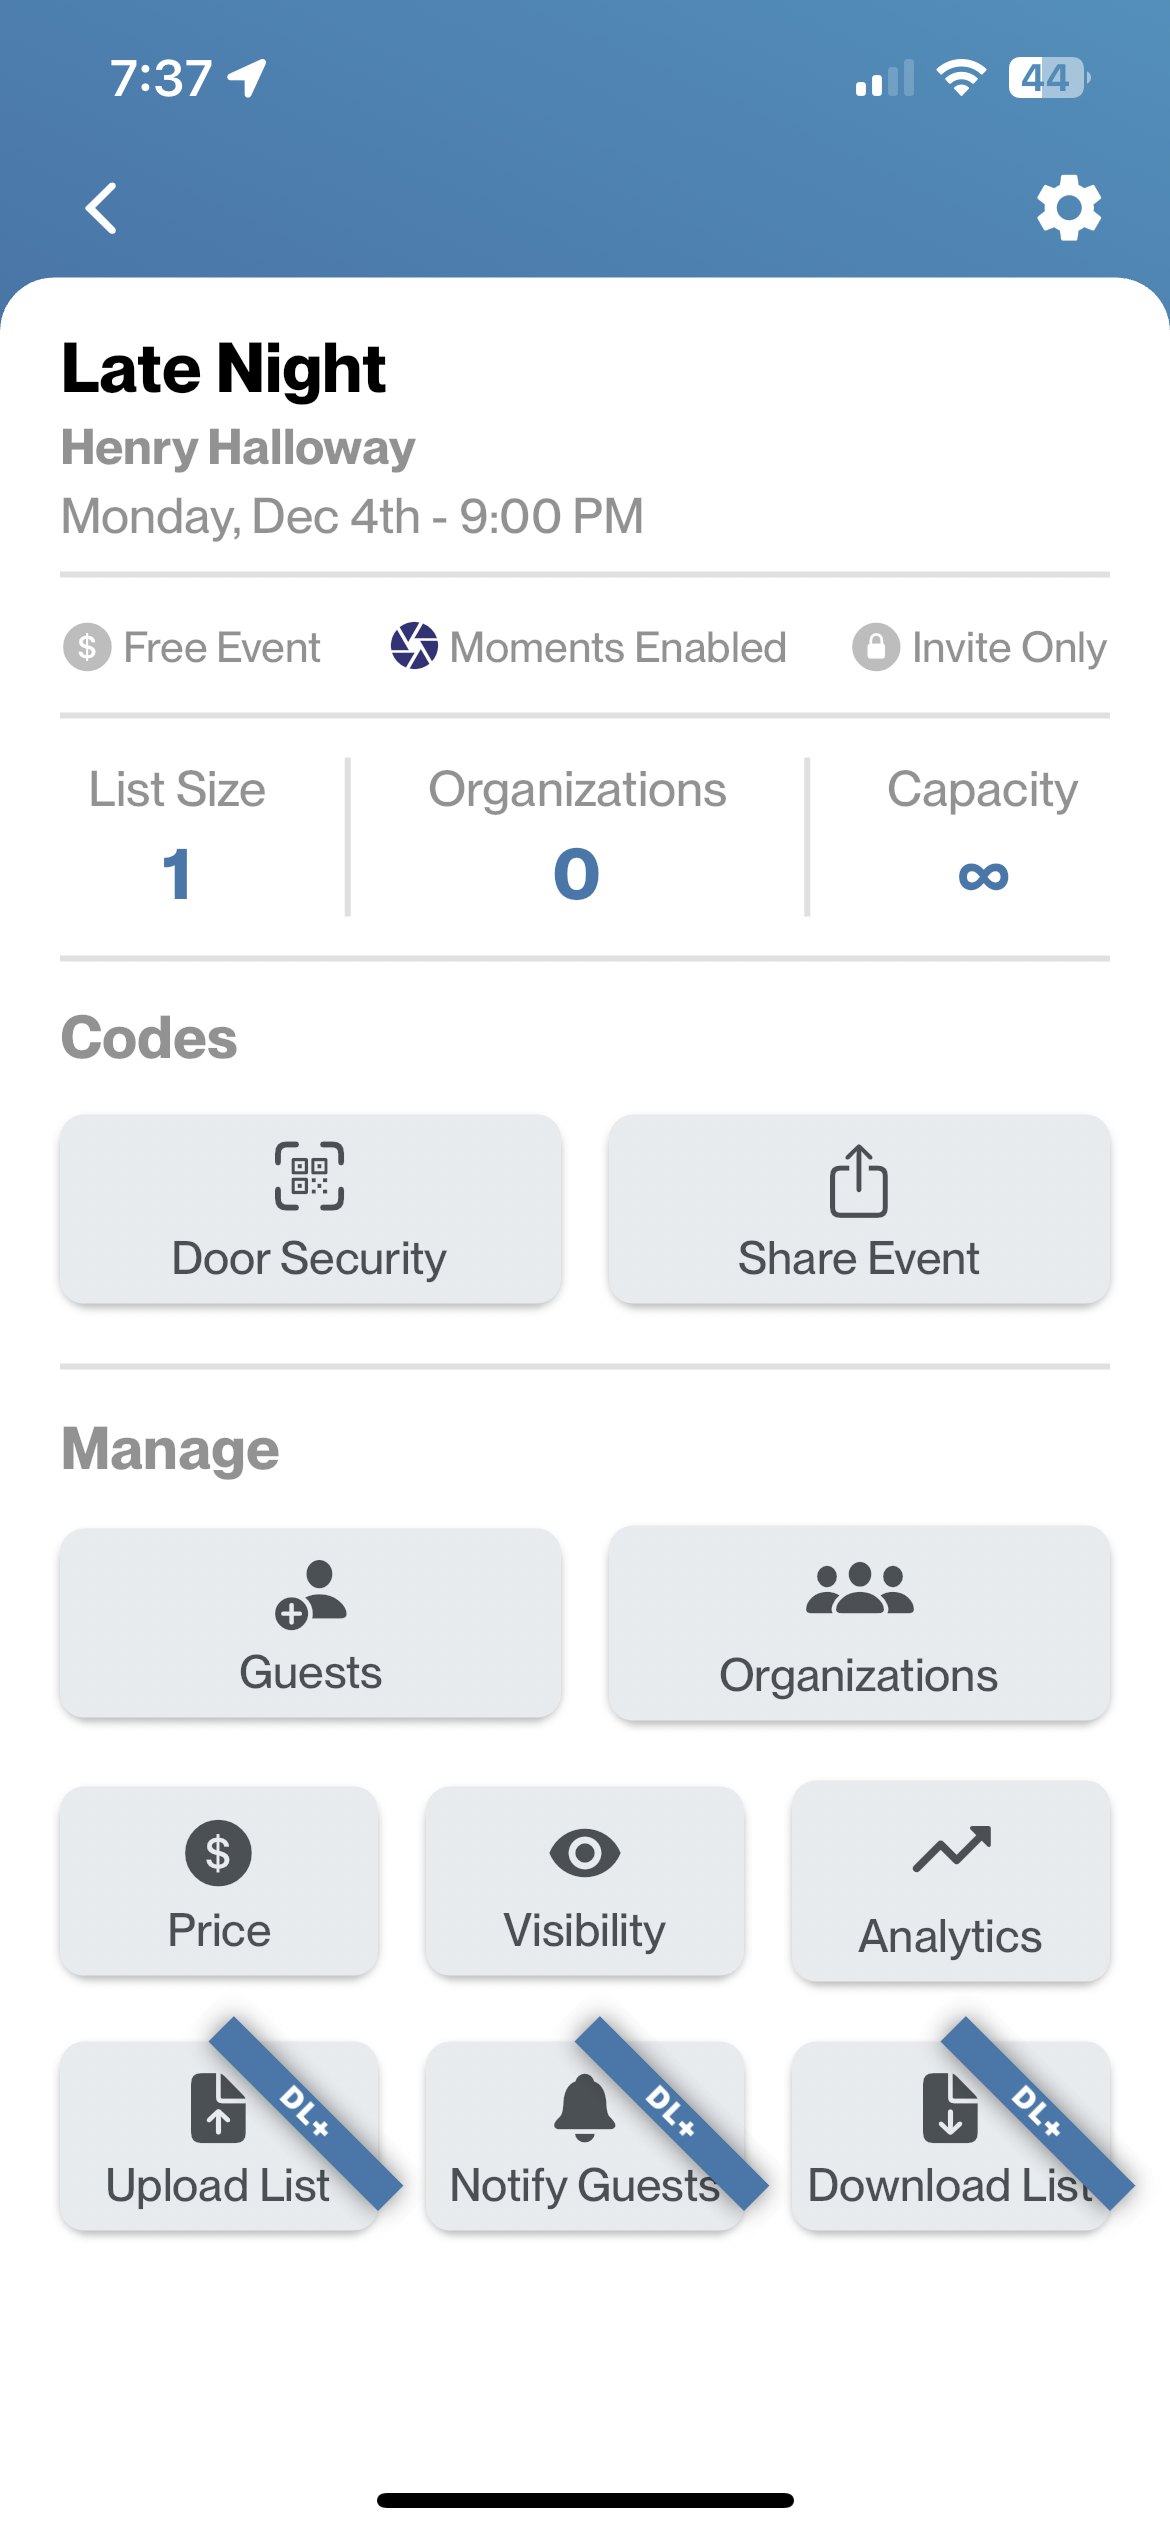 7:37
44
Late Night
Henry Halloway
Monday, Dec 4th - 9:00 PM
$ Free Event Moments Enabled Invite Only
List Size Organizations Capacity
1 0 ∞
Codes
Door Security Share Event
Manage
Guests Organizations
$
Price Visibility Analytics
DL+ DL+ DL+
Upload List Notify Guests Download List